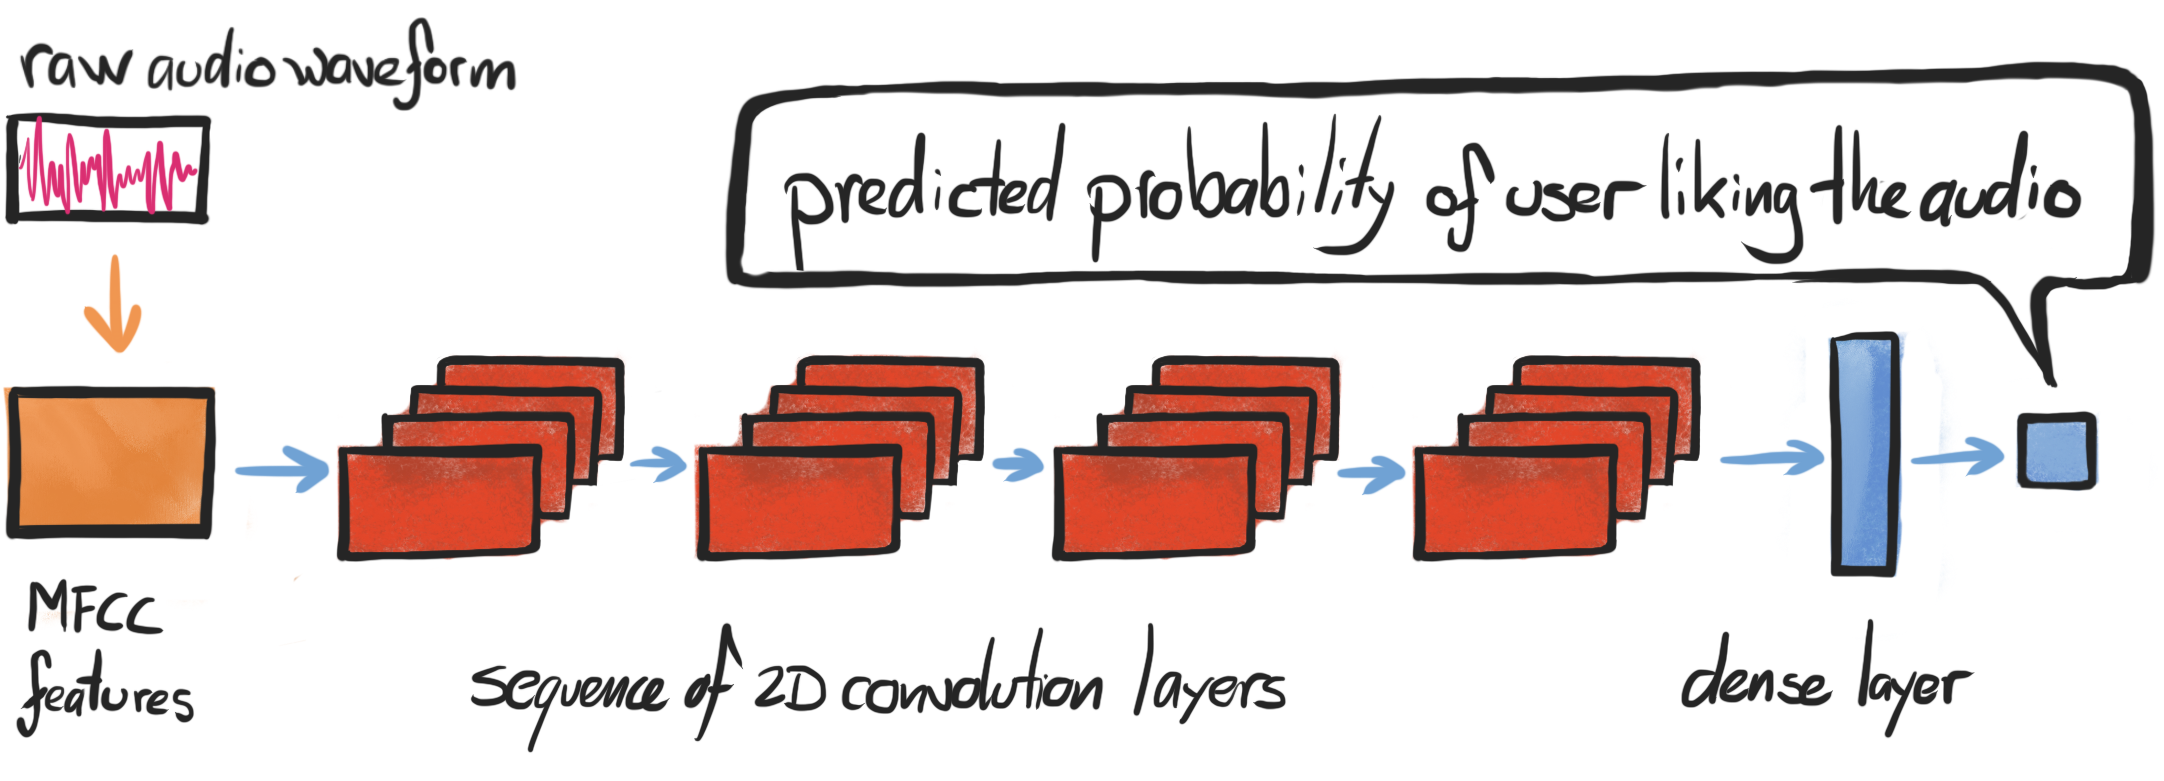 raw audio waveform
predicted probability of user liking the audio
MFCC
features
sequence of 2D convolution layers
dense layer